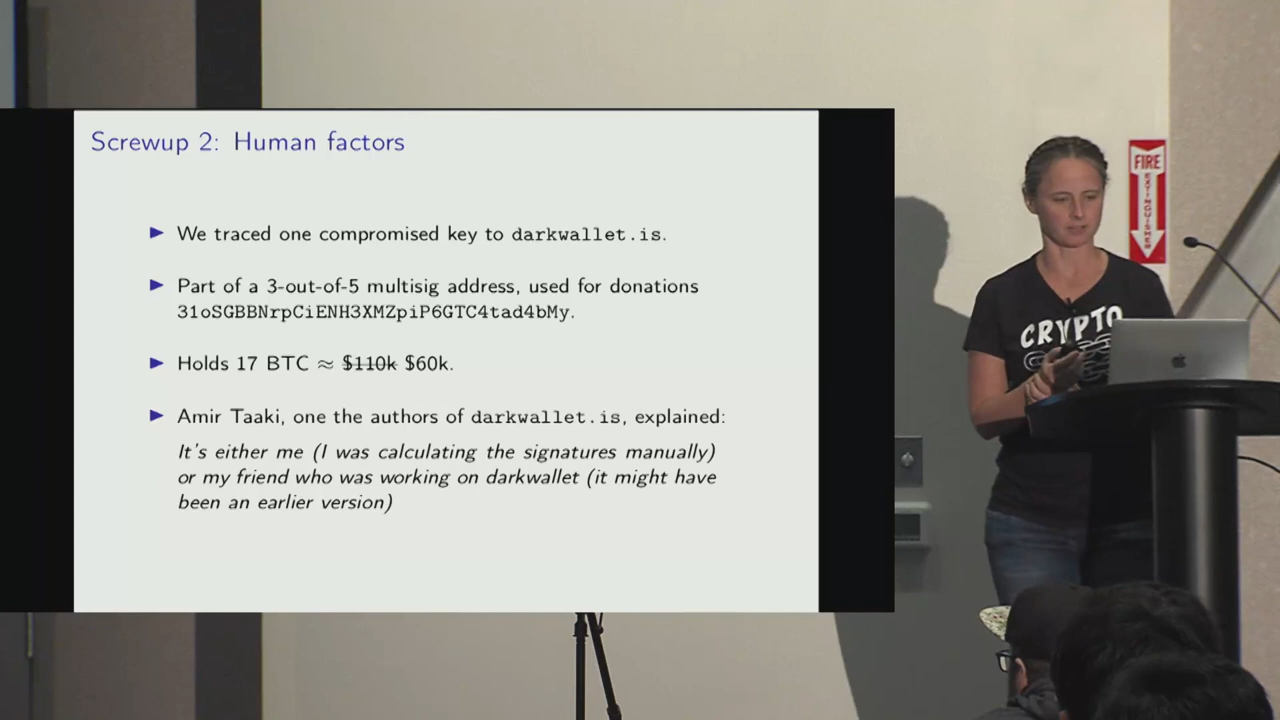 Screwup 2: Human factors
We traced one compromised key to darkwallet.is.
Part of a 3-out-of-5 multisig address, used for donations
31oSGBBNrpCiENH3XMZpiP6GTC4tad4bMy.
Holds 17 BTC ≈ $110k $60k.
Amir Taaki, one the authors of darkwallet.is, explained:
It's either me (I was calculating the signatures manually)
or my friend who was working on darkwallet (it might have
been an earlier version)
FIRE
EXTINGUISHER
CRYPTO